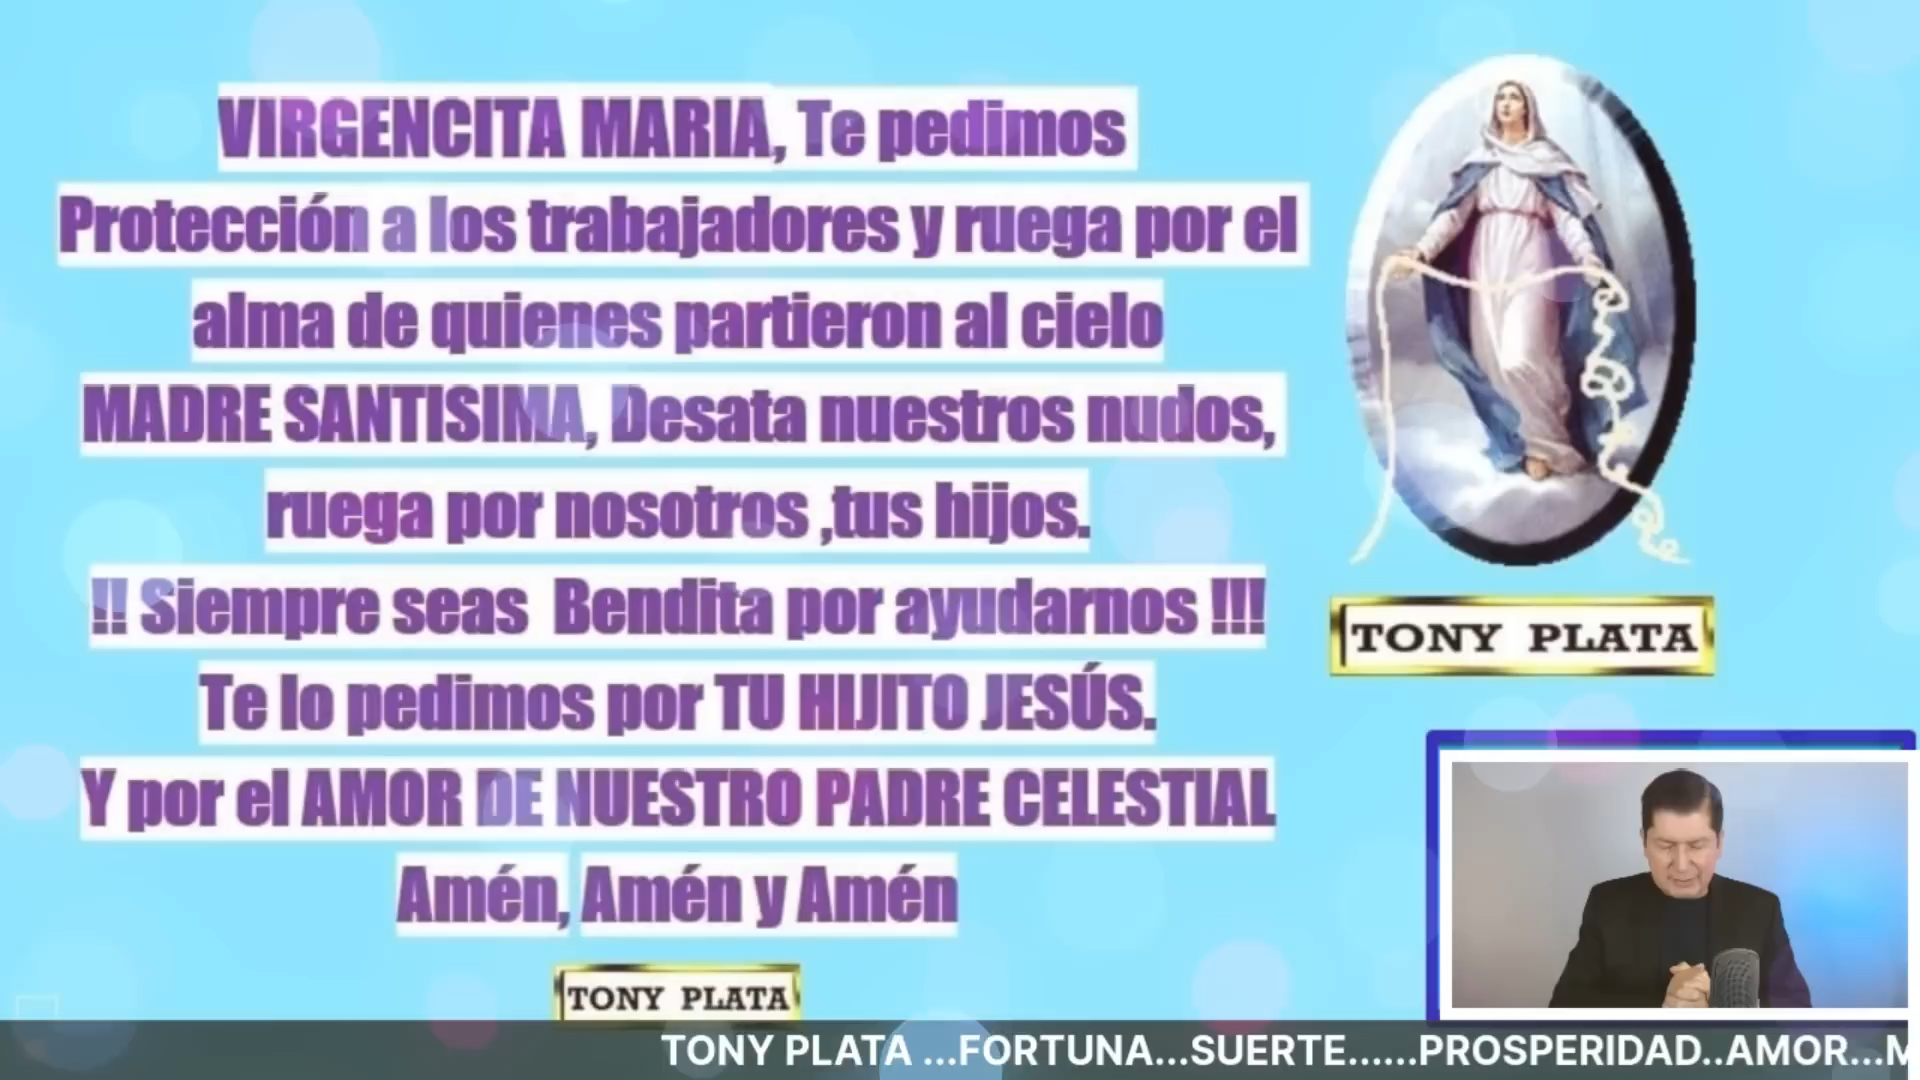 VIRGENCITA MARIA, Te pedimos
Protección a los trabajadores y ruega por el
alma de quienes partieron al cielo
MADRE SANTISIMA, Desata nuestros nudos,
ruega por nosotros ,tus hijos.
!! Siempre seas  Bendita por ayudarnos !!!
Te lo pedimos por TU HIJITO JESÚS.
Y por el AMOR DE NUESTRO PADRE CELESTIAL
Amén, Amén y Amén
TONY PLATA
TONY PLATA
TONY PLATA ...FORTUNA...SUERTE......PROSPERIDAD..AMOR...M